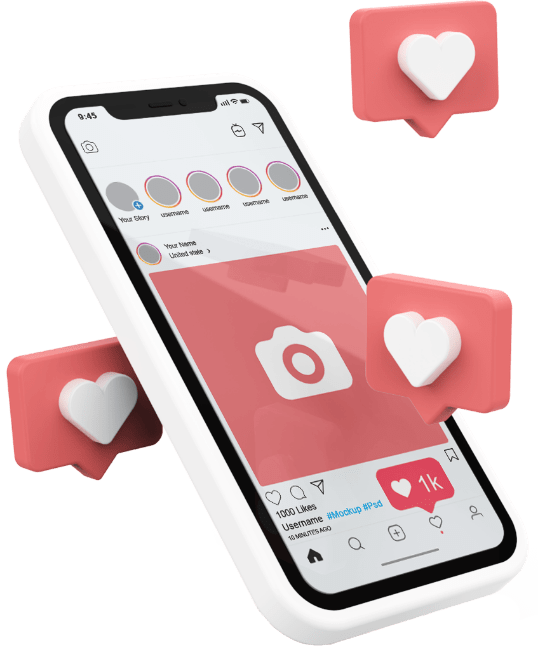 9:45
Your Story username username username username
Your Name
United state >
1000 Likes
Username #Mockup #Psd
10 MINUTES AGO
1k